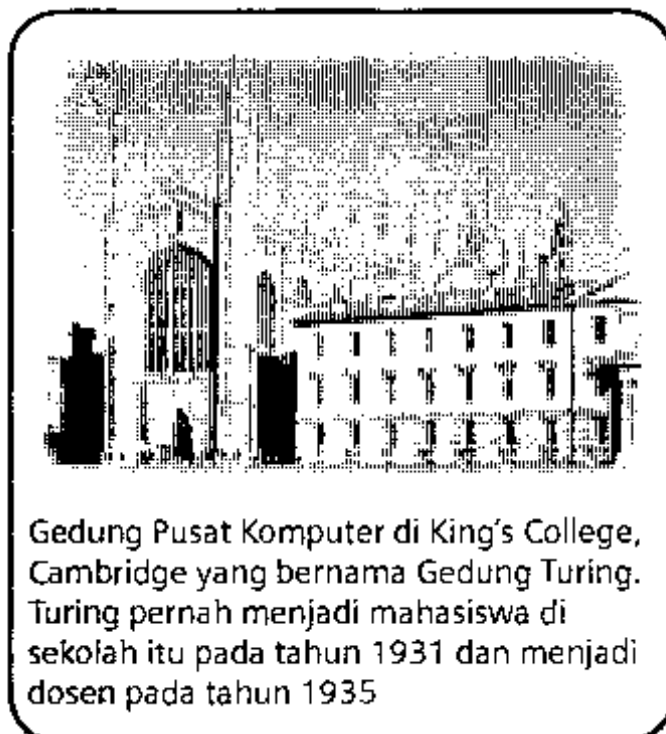 Gedung Pusat Komputer di King's College,
Cambridge yang bernama Gedung Turing.
Turing pernah menjadi mahasiswa di
sekolah itu pada tahun 1931 dan menjadi
dosen pada tahun 1935